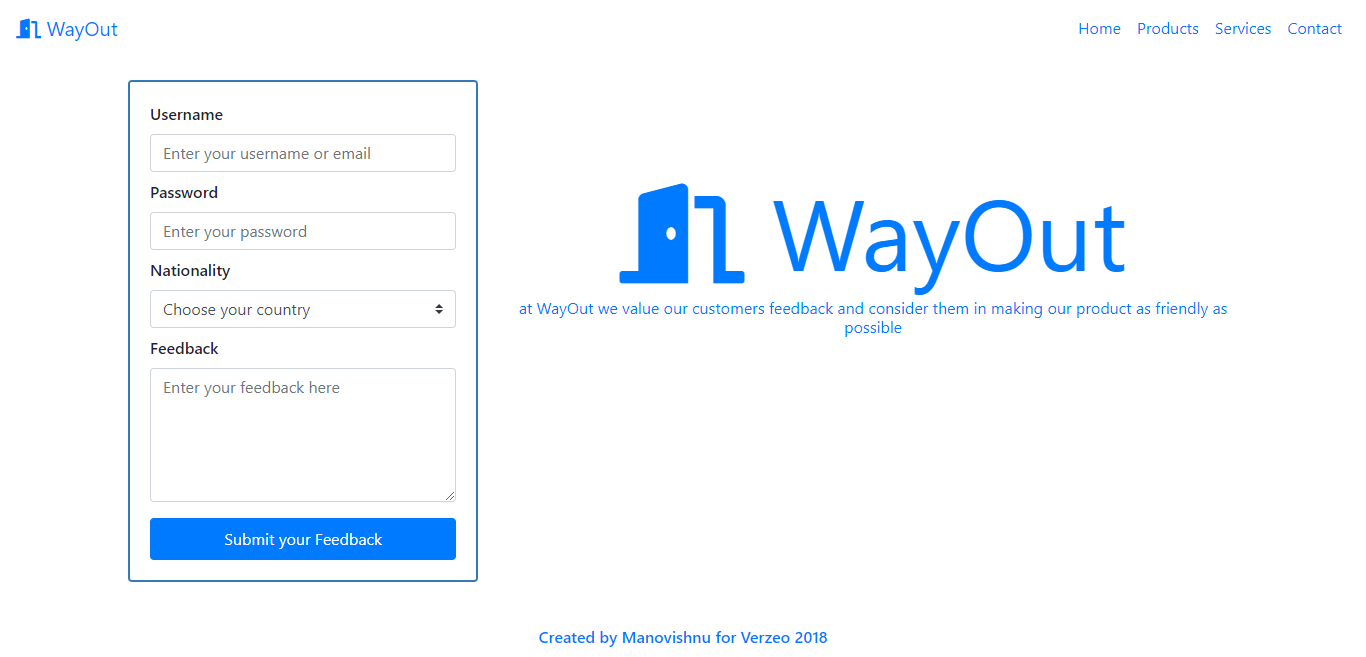 WayOut
Home Products Services Contact
Username
Enter your username or email
Password
Enter your password
Nationality
Choose your country
Feedback
Enter your feedback here
Submit your Feedback
WayOut
at WayOut we value our customers feedback and consider them in making our product as friendly as
possible
Created by Manovishnu for Verzeo 2018